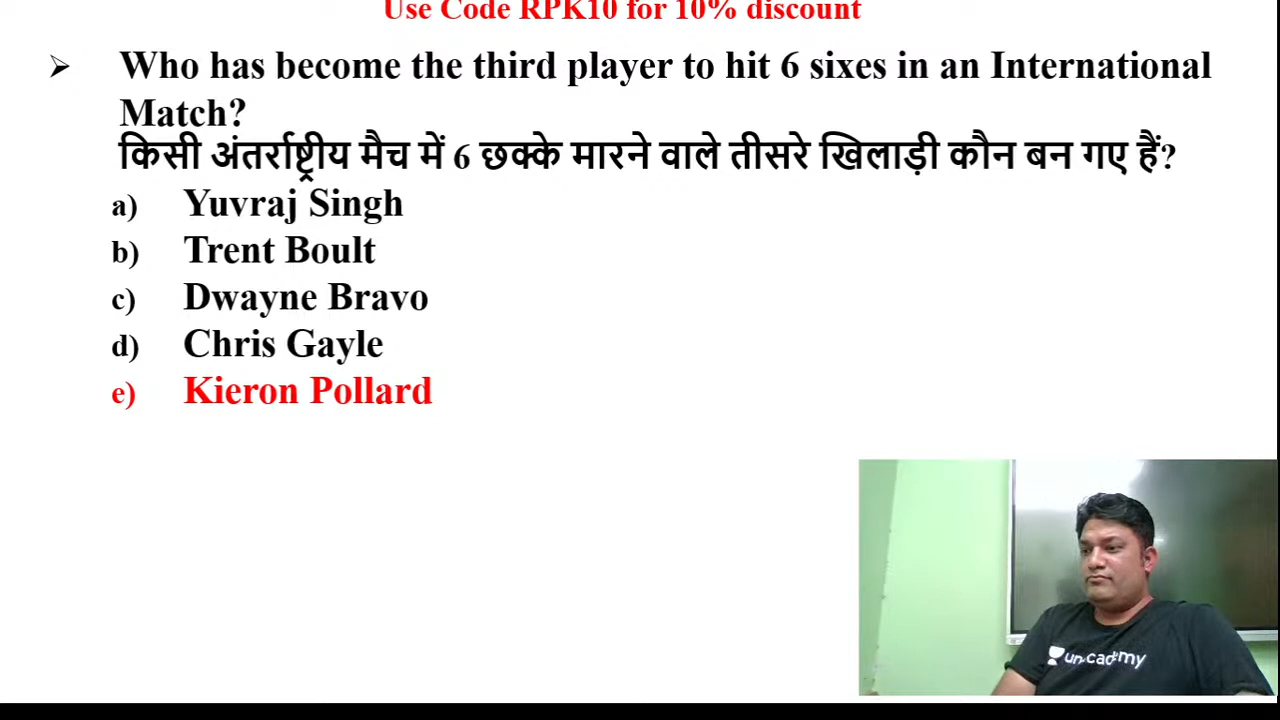 Use Code RPK10 for 10% discount
➢ Who has become the third player to hit 6 sixes in an International
Match?
किसी अंतर्राष्ट्रीय मैच में 6 छक्के मारने वाले तीसरे खिलाड़ी कौन बन गए हैं?
a) Yuvraj Singh
b) Trent Boult
c) Dwayne Bravo
d) Chris Gayle
e) Kieron Pollard
unacademy